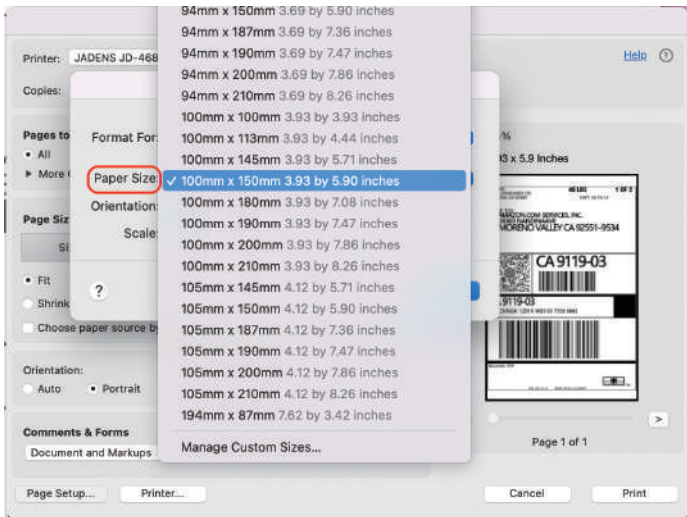 Printer: JADENS JD-468
Help ?
Copies:
Pages to
All
More
Page Siz
Fit
Shrink
Choose paper source by
Orientation:
Auto
Portrait
Comments & Forms
Document and Markups
Page Setup...
Printer...
Format For:
Paper Size:
Orientation:
Scale:
?
94mm x 150mm 3.69 by 5.90 inches
94mm x 187mm 3.69 by 7.36 inches
94mm x 190mm 3.69 by 7.47 inches
94mm x 200mm 3.69 by 7.86 inches
94mm x 210mm 3.69 by 8.26 inches
100mm x 100mm 3.93 by 3.93 inches
100mm x 113mm 3.93 by 4.44 inches
100mm x 145mm 3.93 by 5.71 inches
✓ 100mm x 150mm 3.93 by 5.90 inches
100mm x 180mm 3.93 by 7.08 inches
100mm x 190mm 3.93 by 7.47 inches
100mm x 200mm 3.93 by 7.86 inches
100mm x 210mm 3.93 by 8.26 inches
105mm x 145mm 4.12 by 5.71 inches
105mm x 150mm 4.12 by 5.90 inches
105mm x 187mm 4.12 by 7.36 inches
105mm x 190mm 4.12 by 7.47 inches
105mm x 200mm 4.12 by 7.86 inches
105mm x 210mm 4.12 by 8.26 inches
194mm x 87mm 7.62 by 3.42 inches
Manage Custom Sizes...
%
3 x 5.9 Inches
1 OF 2
AMAZON.COM SERVICES, INC.
MORENO VALLEY CA 92551-9534
CA 9119-03
9119-03
>
Page 1 of 1
Cancel
Print